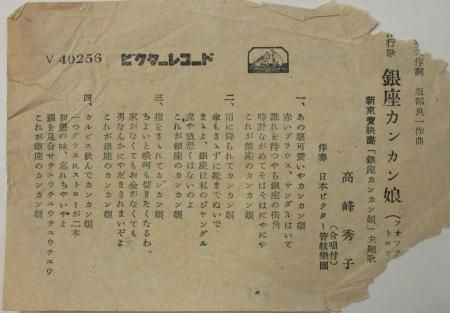 V 40256
ビクターレコード
作詞 服部良一作曲
行歌 銀座カンカン娘 (フオツクトロツト)
新東寶映画「銀座カンカン娘」主題歌
高峰秀子
(合唱付)
伴奏 日本ビクター管絃樂團
一、あの娘可愛いやカンカン娘
赤いブラウス、サンダルはいて
誰れを待つやら銀座の街角
時計ながめてそはそはにやにや
これが銀座のカンカン娘
二、雨に降られてカンカン娘
傘もさゝずに靴までぬいで、
まゝよ、銀座は私のジャングル
虎や狼恐くはないのよ
これが銀座のカンカン娘
三、指をさゝれてカンカン娘
ちよいと啖呵も切りたくなるわ。
家がなくてもお金がなくても
男なんかにやだまされまいぞよ
これが銀座のカンカン娘
四、カルピス飲んでカンカン娘
一つグラスにストローが二本
初戀の味、忘れちやいやよ
顔を見合せチュウチュウチュウチュウ
これが銀座のカンカン娘